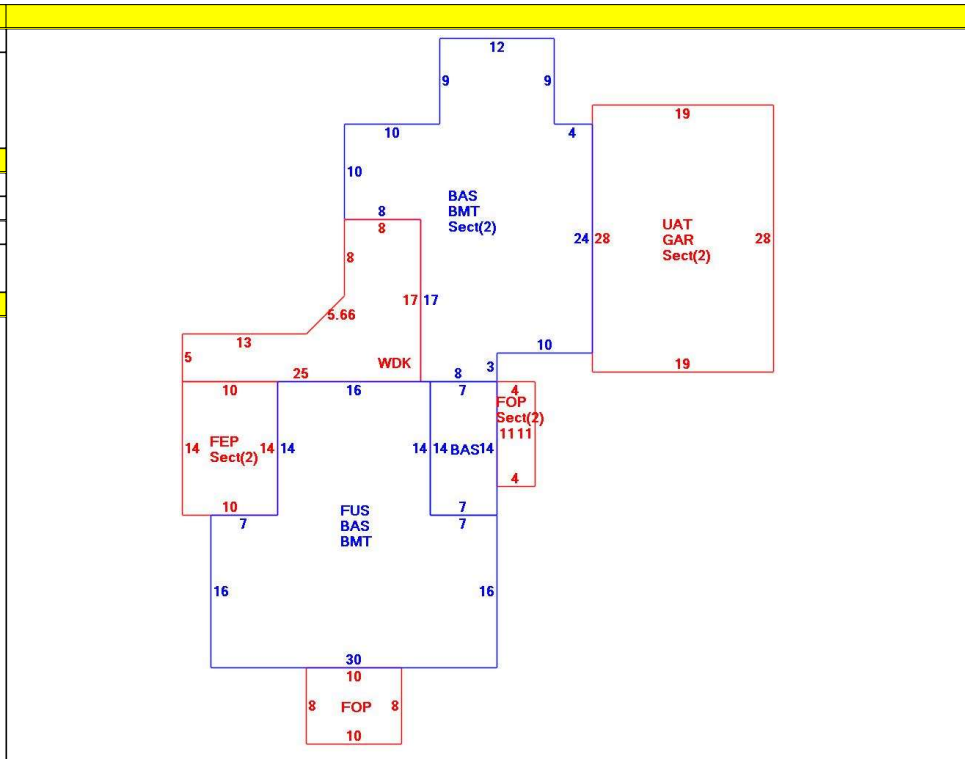 12
9 9
19
10 4
10
BAS
BMT
Sect(2)
8
8
24 28
UAT
GAR
Sect(2)
28
8
17 17
5.66
13
10
5
WDK
3
19
25
8
10 16 7 4
FOP
Sect(2)
11 11
14
FEP
Sect(2)
14 14
14 14 BAS 14
4
10 7
7 7
FUS
BAS
BMT
16 16
30
10
8 FOP 8
10